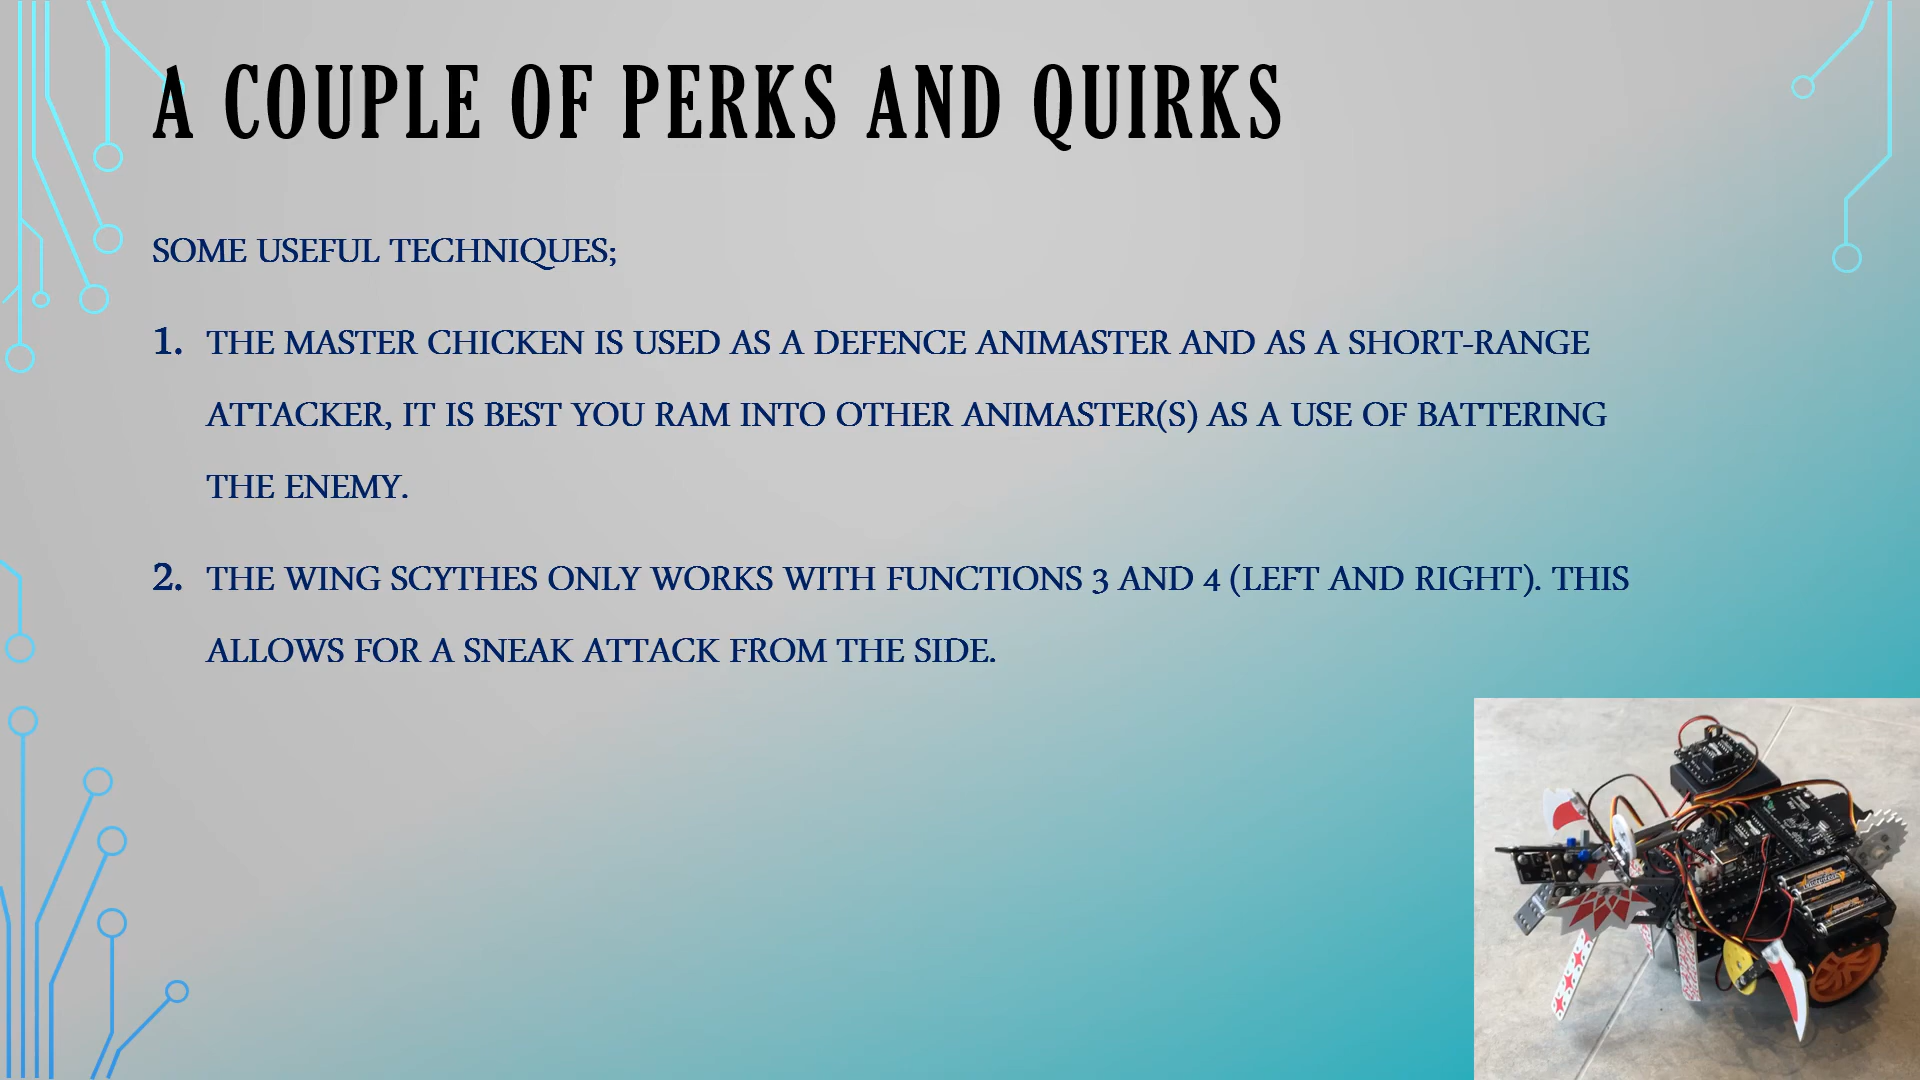 A COUPLE OF PERKS AND QUIRKS
SOME USEFUL TECHNIQUES;
1. THE MASTER CHICKEN IS USED AS A DEFENCE ANIMASTER AND AS A SHORT-RANGE
ATTACKER, IT IS BEST YOU RAM INTO OTHER ANIMASTER(S) AS A USE OF BATTERING
THE ENEMY.
2. THE WING SCYTHES ONLY WORKS WITH FUNCTIONS 3 AND 4 (LEFT AND RIGHT). THIS
ALLOWS FOR A SNEAK ATTACK FROM THE SIDE.